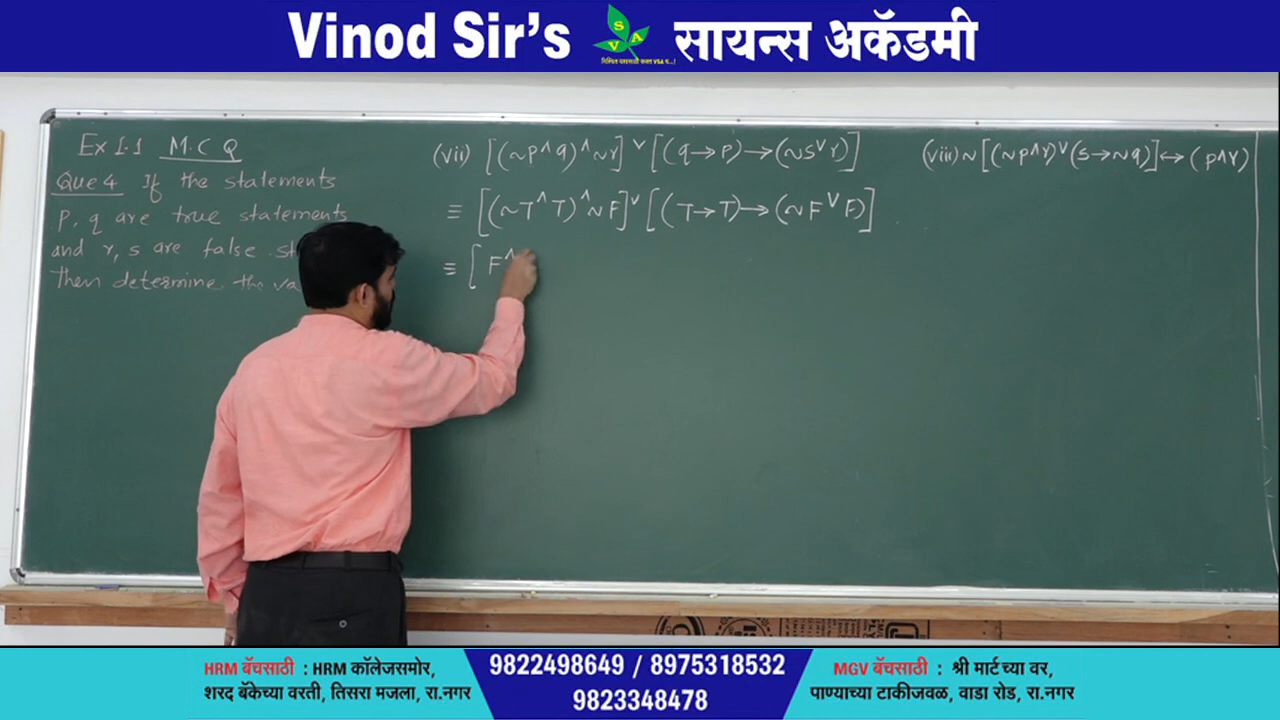 Vinod Sir's VSA सायन्स अकॅडमी
Ex 1.1 M.C.Q
Que 4 If the statements
p, q are true statements
and r, s are false
then determine the
(vii) [(~p^q)^~r] ∨ [(q→p)→(~s∨r)]
≡ [(~T^T)^~F]∨[(T→T)→(~F∨F)]
≡ [F^
(viii) ~[(~p^r)∨(s→~q)]↔(p^r)
HRM बॅचसाठी : HRM कॉलेजसमोर,
शरद बॅकेच्या वरती, तिसरा मजला, रा.नगर
9822498649 / 8975318532
9823348478
MGV बॅचसाठी : श्री मार्टच्या वर,
पाण्याच्या टाकीजवळ, वाडा रोड, रा.नगर